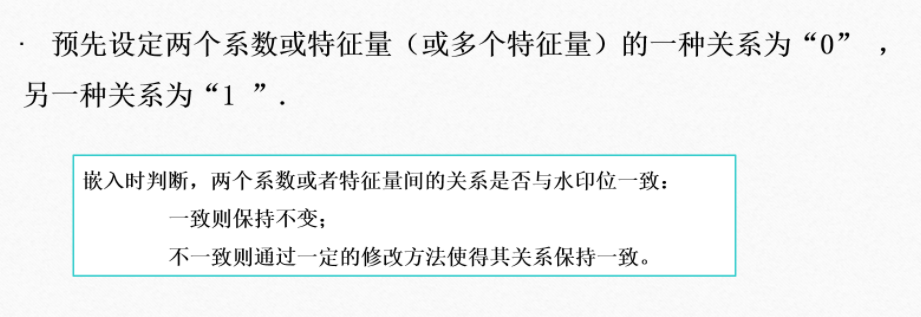 · 预先设定两个系数或特征量（或多个特征量）的一种关系为“0” ，
另一种关系为“1 ”．
嵌入时判断，两个系数或者特征量间的关系是否与水印位一致：
一致则保持不变；
不一致则通过一定的修改方法使得其关系保持一致。